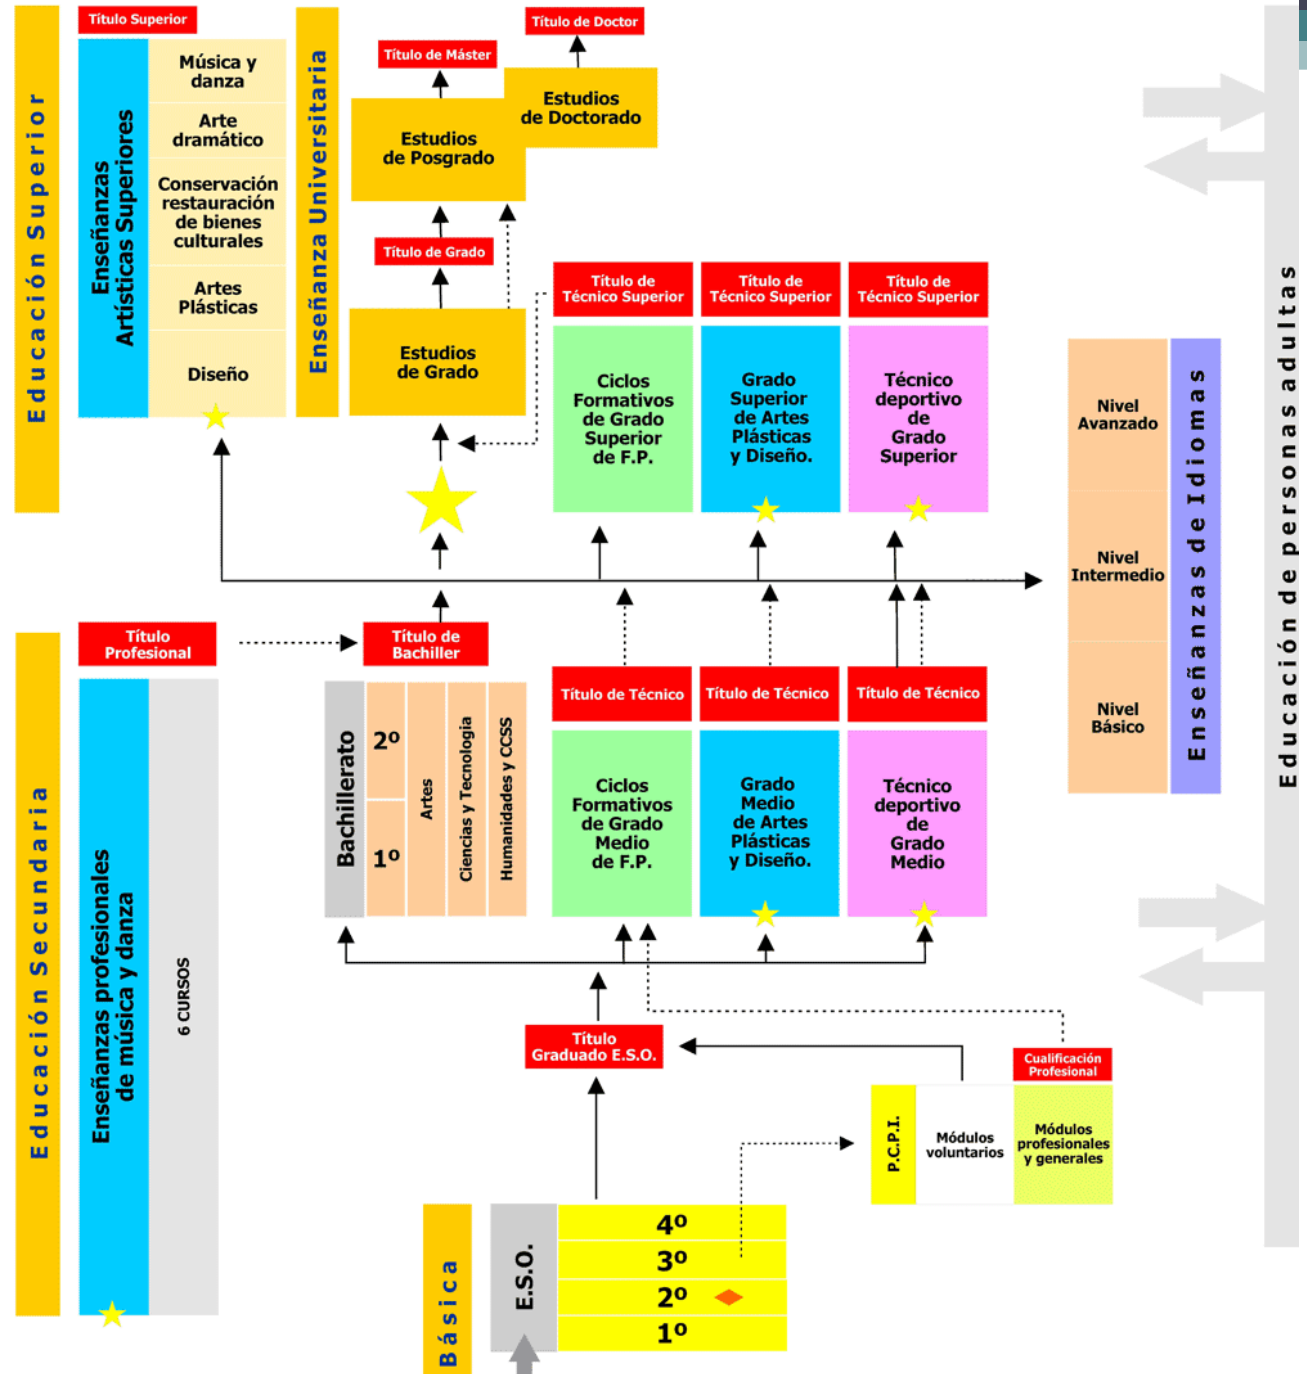 Educación Superior
Título Superior
Enseñanzas
Artísticas Superiores
Música y
danza
Arte
dramático
Conservación
restauración
de bienes
culturales
Artes
Plásticas
Diseño
Enseñanza Universitaria
Título de Máster
Título de Doctor
Estudios
de Posgrado
Estudios
de Doctorado
Título de Grado
Estudios
de Grado
Título de
Técnico Superior
Título de
Técnico Superior
Título de
Técnico Superior
Ciclos
Formativos
de Grado
Superior
de F.P.
Grado
Superior
de Artes
Plásticas
y Diseño.
Técnico
deportivo
de
Grado
Superior
Nivel
Avanzado
Nivel
Intermedio
Nivel
Básico
Enseñanzas de Idiomas
Educación de personas adultas
Educación Secundaria
Título
Profesional
Enseñanzas profesionales
de música y danza
6 CURSOS
Título de
Bachiller
Bachillerato
2º
1º
Artes
Ciencias y Tecnología
Humanidades y CCSS
Título de Técnico
Título de Técnico
Título de Técnico
Ciclos
Formativos
de Grado
Medio
de F.P.
Grado
Medio
de Artes
Plásticas
y Diseño.
Técnico
deportivo
de
Grado
Medio
Título
Graduado E.S.O.
Cualificación
Profesional
P.C.P.I.
Módulos
voluntarios
Módulos
profesionales
y generales
Básica
E.S.O.
4º
3º
2º
1º